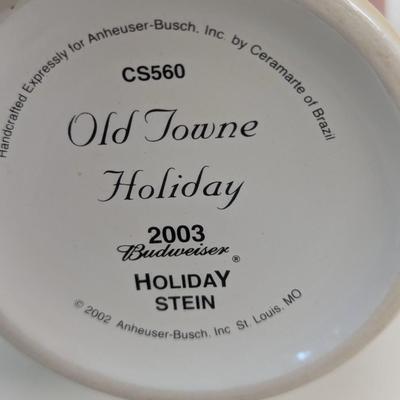 Handcrafted Expressly for Anheuser-Busch, Inc. by Ceramarte of Brazil
CS560
Old Towne
Holiday
2003
Budweiser®
HOLIDAY
STEIN
© 2002 Anheuser-Busch, Inc St. Louis, MO